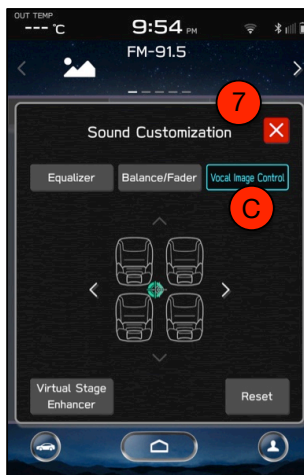 OUT TEMP
--- °C
9:54 PM
FM-91.5
7
Sound Customization
Equalizer
Balance/Fader
Vocal Image Control
C
Virtual Stage
Enhancer
Reset